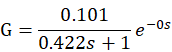 G = 0.101 / 0.422s + 1 e^{-0s}